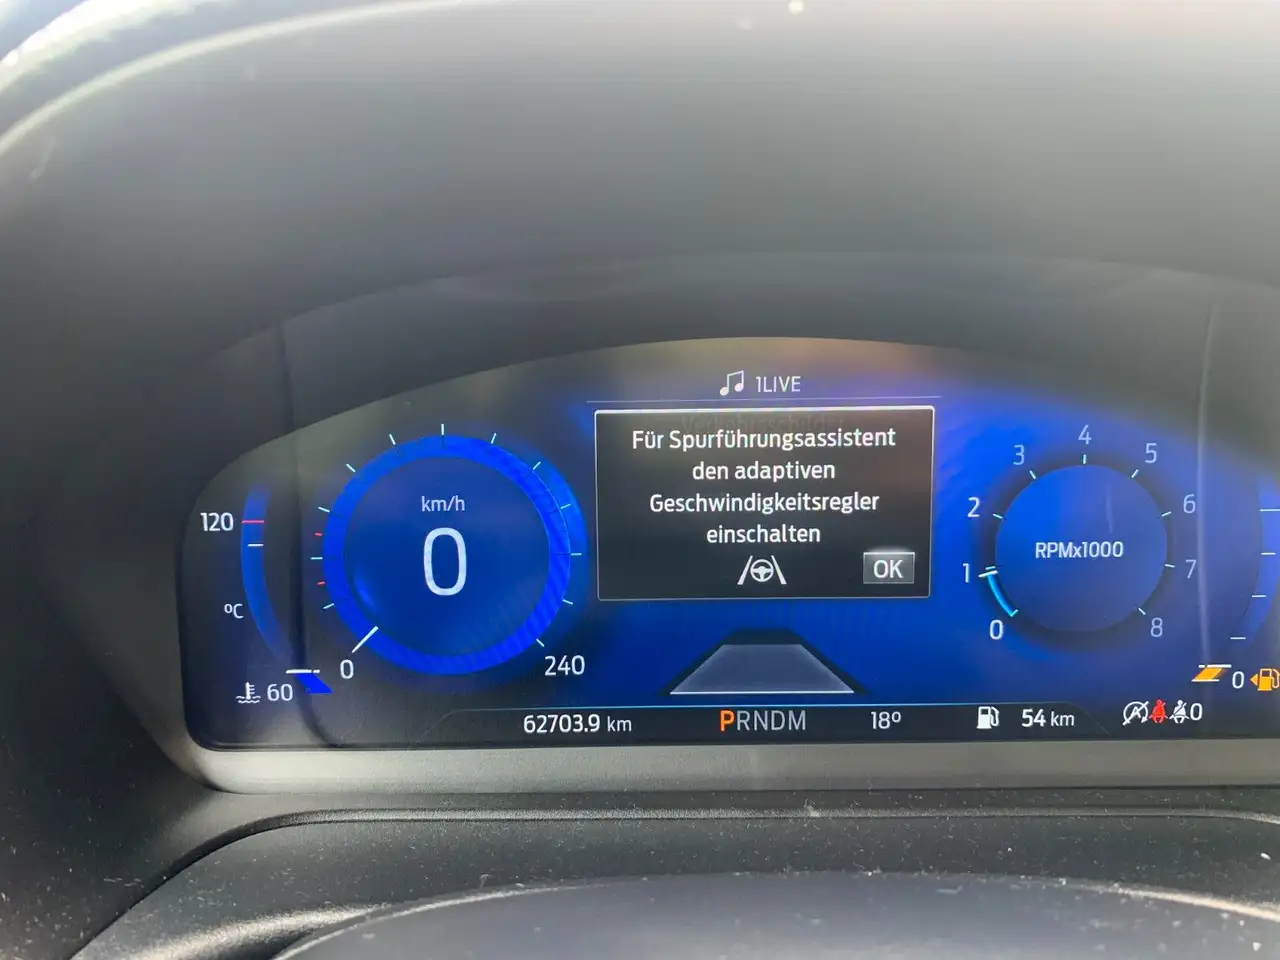 1LIVE
Für Spurführungsassistent
den adaptiven
Geschwindigkeitsregler
einschalten
OK
120
°C
60
km/h
0
0
240
RPMx1000
0
1
2
3
4
5
6
7
8
0
62703.9 km
PRNDM
18°
54 km
0